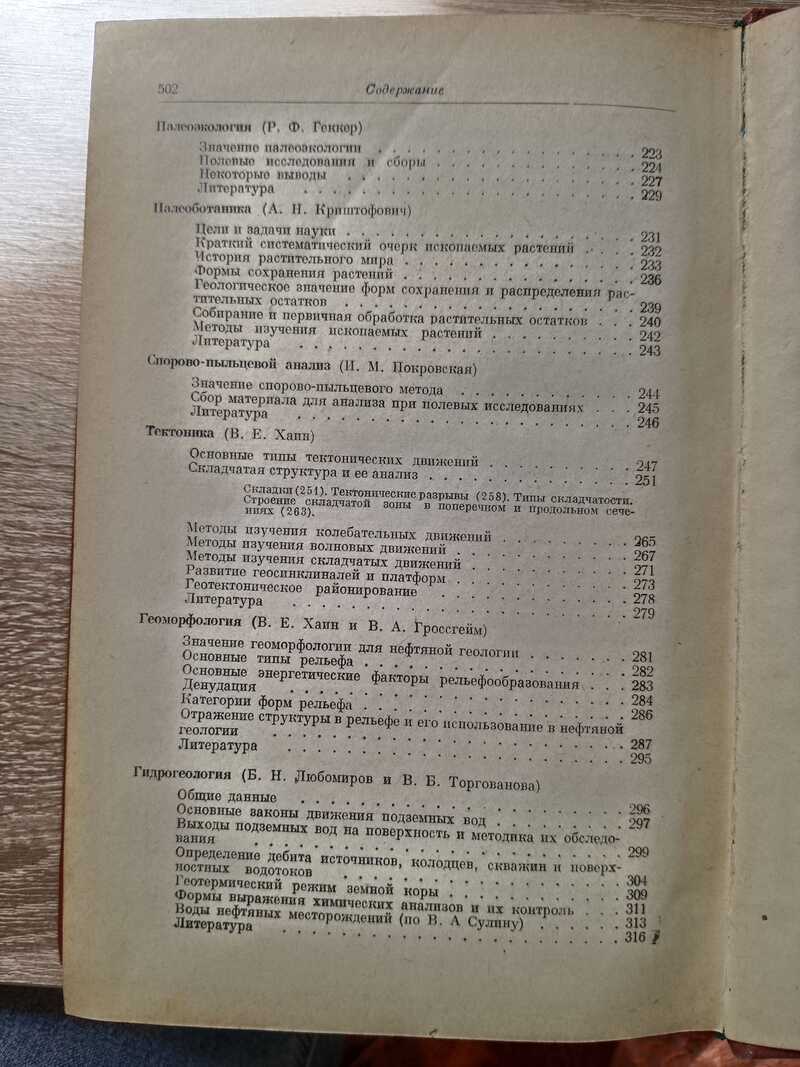 502
Содержание
Палеоэкология (Р. Ф. Геккер)
Значение палеоэкологии . . . . . . . . . . . . . . . 223
Полевые исследования и сборы . . . . . . . . . . . . 224
Некоторые выводы . . . . . . . . . . . . . . . . . 227
Литература . . . . . . . . . . . . . . . . . . . . 229
Палеоботаника (А. Н. Криштофович)
Цели и задачи науки . . . . . . . . . . . . . . . . 231
Краткий систематический очерк ископаемых растений . . . . 232
История растительного мира . . . . . . . . . . . . . 233
Формы сохранения растений . . . . . . . . . . . . . 236
Геологическое значение форм сохранения и распределения рас-
тительных остатков . . . . . . . . . . . . . . . . 239
Собирание и первичная обработка растительных остатков . . . 240
Методы изучения ископаемых растений . . . . . . . . . 242
Литература . . . . . . . . . . . . . . . . . . . . 243
Спорово-пыльцевой анализ (И. М. Покровская)
Значение спорово-пыльцевого метода . . . . . . . . . . 244
Сбор материала для анализа при полевых исследованиях . . . 245
Литература . . . . . . . . . . . . . . . . . . . . 246
Тектоника (В. Е. Хаин)
Основные типы тектонических движений . . . . . . . . . 247
Складчатая структура и ее анализ . . . . . . . . . . . 251
Складки (251). Тектонические разрывы (258). Типы складчатости.
Строение складчатой зоны в поперечном и продольном сече-
ниях (263).
Методы изучения колебательных движений . . . . . . . . 265
Методы изучения волновых движений . . . . . . . . . . 267
Методы изучения складчатых движений . . . . . . . . . 271
Развитие геосинклиналей и платформ . . . . . . . . . . 273
Геотектоническое районирование . . . . . . . . . . . 278
Литература . . . . . . . . . . . . . . . . . . . . 279
Геоморфология (В. Е. Хаин и В. А. Гроссгейм)
Значение геоморфологии для нефтяной геологии . . . . . . 281
Основные типы рельефа . . . . . . . . . . . . . . . 282
Основные энергетические факторы рельефообразования . . . 283
Денудация . . . . . . . . . . . . . . . . . . . . 284
Категории форм рельефа . . . . . . . . . . . . . . . 286
Отражение структуры в рельефе и его использование в нефтяной
геологии . . . . . . . . . . . . . . . . . . . . . 287
Литература . . . . . . . . . . . . . . . . . . . . 295
Гидрогеология (Б. Н. Любомиров и В. Б. Торгованова)
Общие данные . . . . . . . . . . . . . . . . . . . 296
Основные законы движения подземных вод . . . . . . . . 297
Выходы подземных вод на поверхность и методика их обследо-
вания . . . . . . . . . . . . . . . . . . . . . . 299
Определение дебита источников, колодцев, скважин и поверх-
ностных водотоков . . . . . . . . . . . . . . . . . 304
Геотермический режим земной коры . . . . . . . . . . 309
Формы выражения химических анализов и их контроль . . . 311
Воды нефтяных месторождений (по В. А Сулину) . . . . . . 313
Литература . . . . . . . . . . . . . . . . . . . . 316